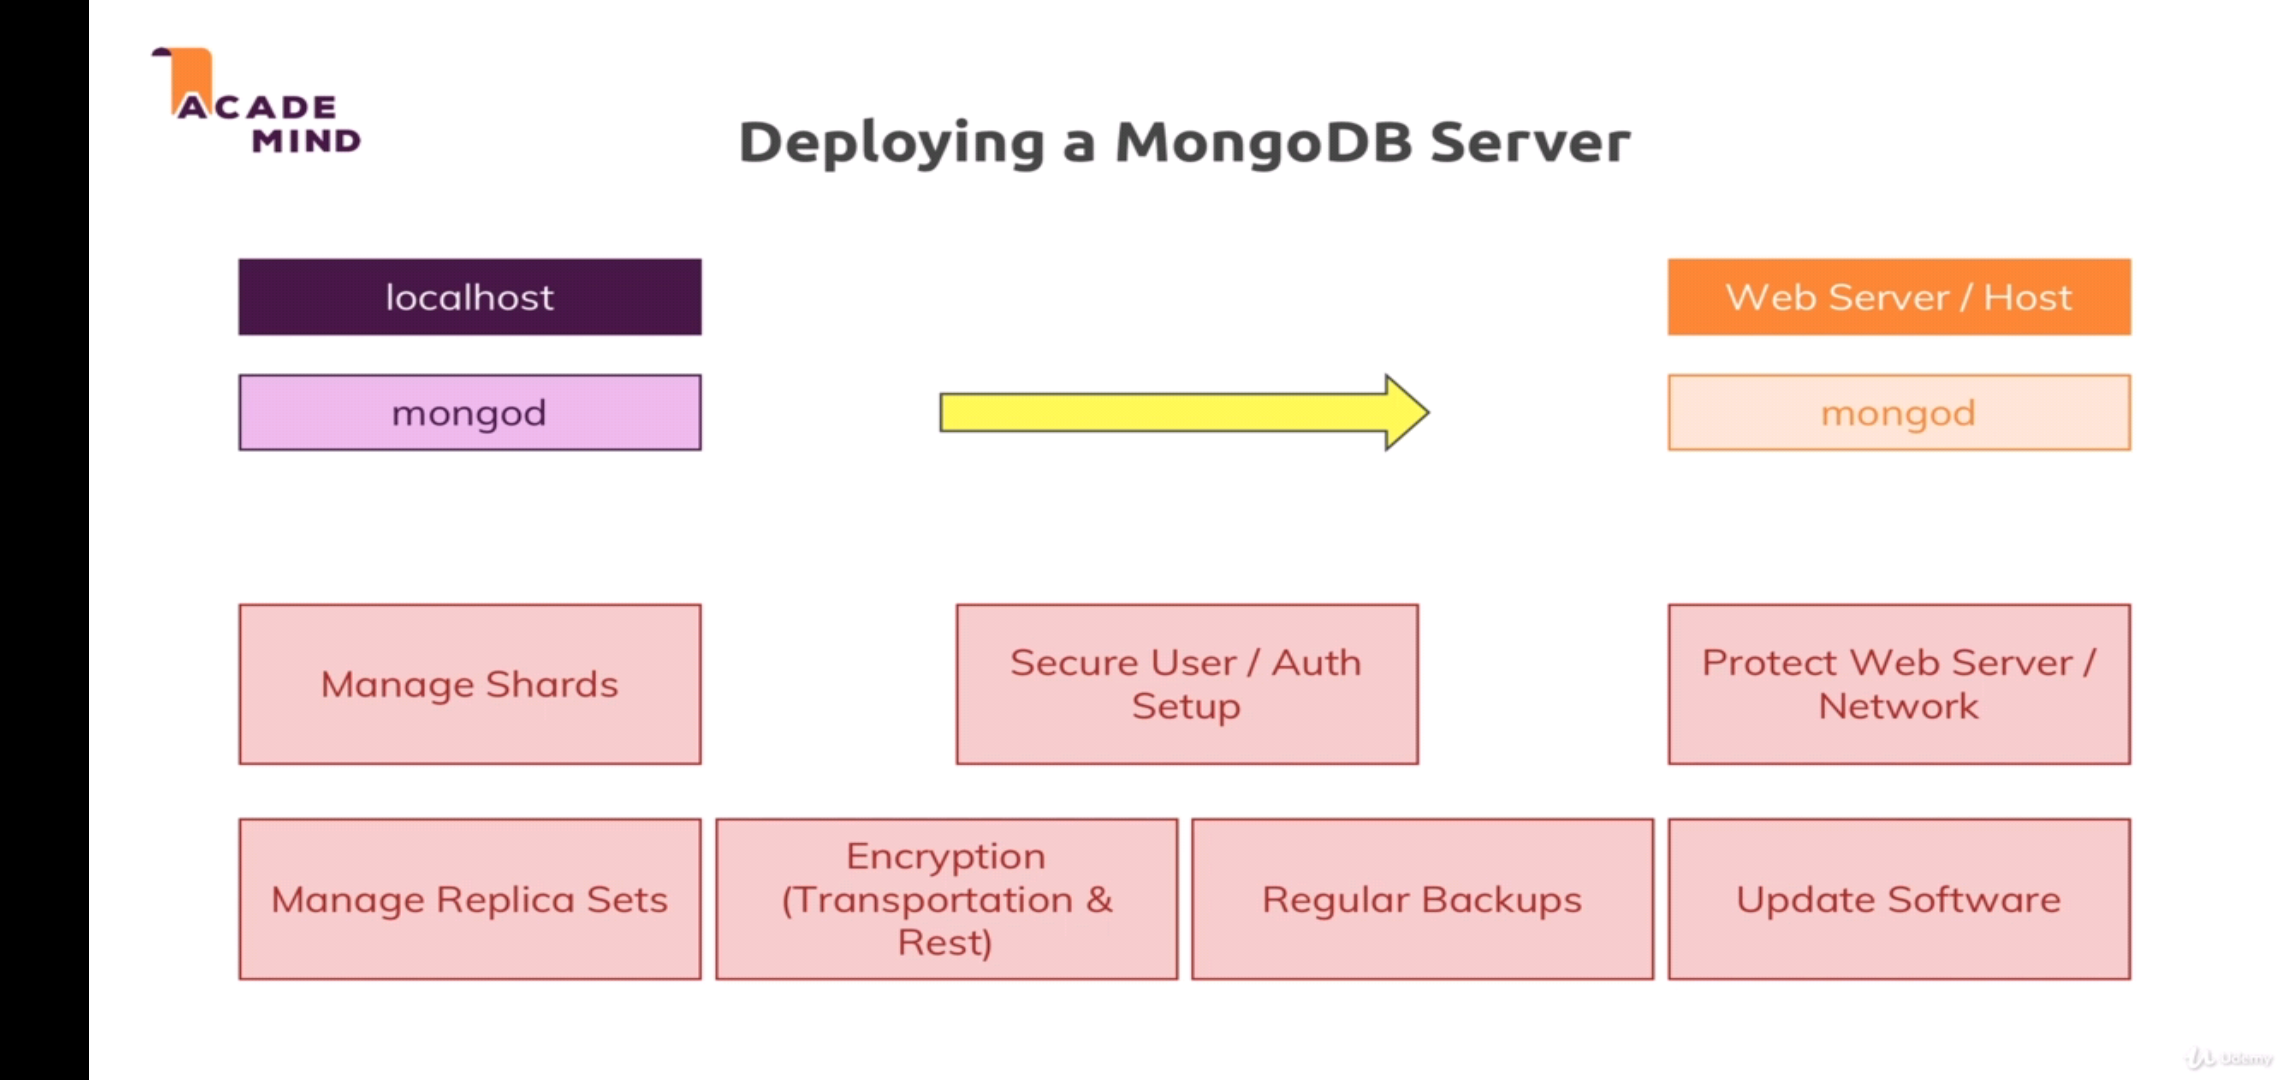 ACADE
MIND
Deploying a MongoDB Server
localhost
Web Server / Host
mongod
mongod
Manage Shards
Secure User / Auth
Setup
Protect Web Server /
Network
Manage Replica Sets
Encryption
(Transportation &
Rest)
Regular Backups
Update Software
Udemy